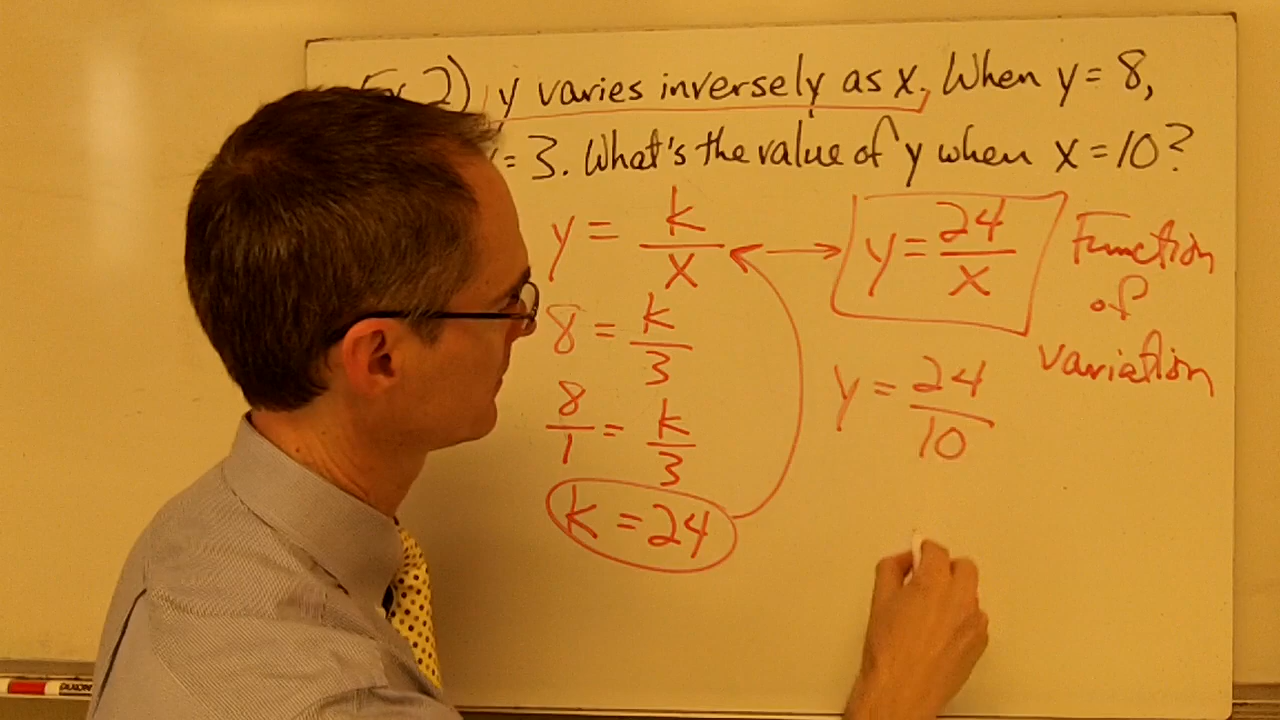 2) y varies inversely as x. When y = 8,
= 3. What's the value of y when x = 10?
y = k/x ↔ y = 24/x
Function
of
variation
8 = k/3
8/1 = k/3
k = 24
y = 24/10